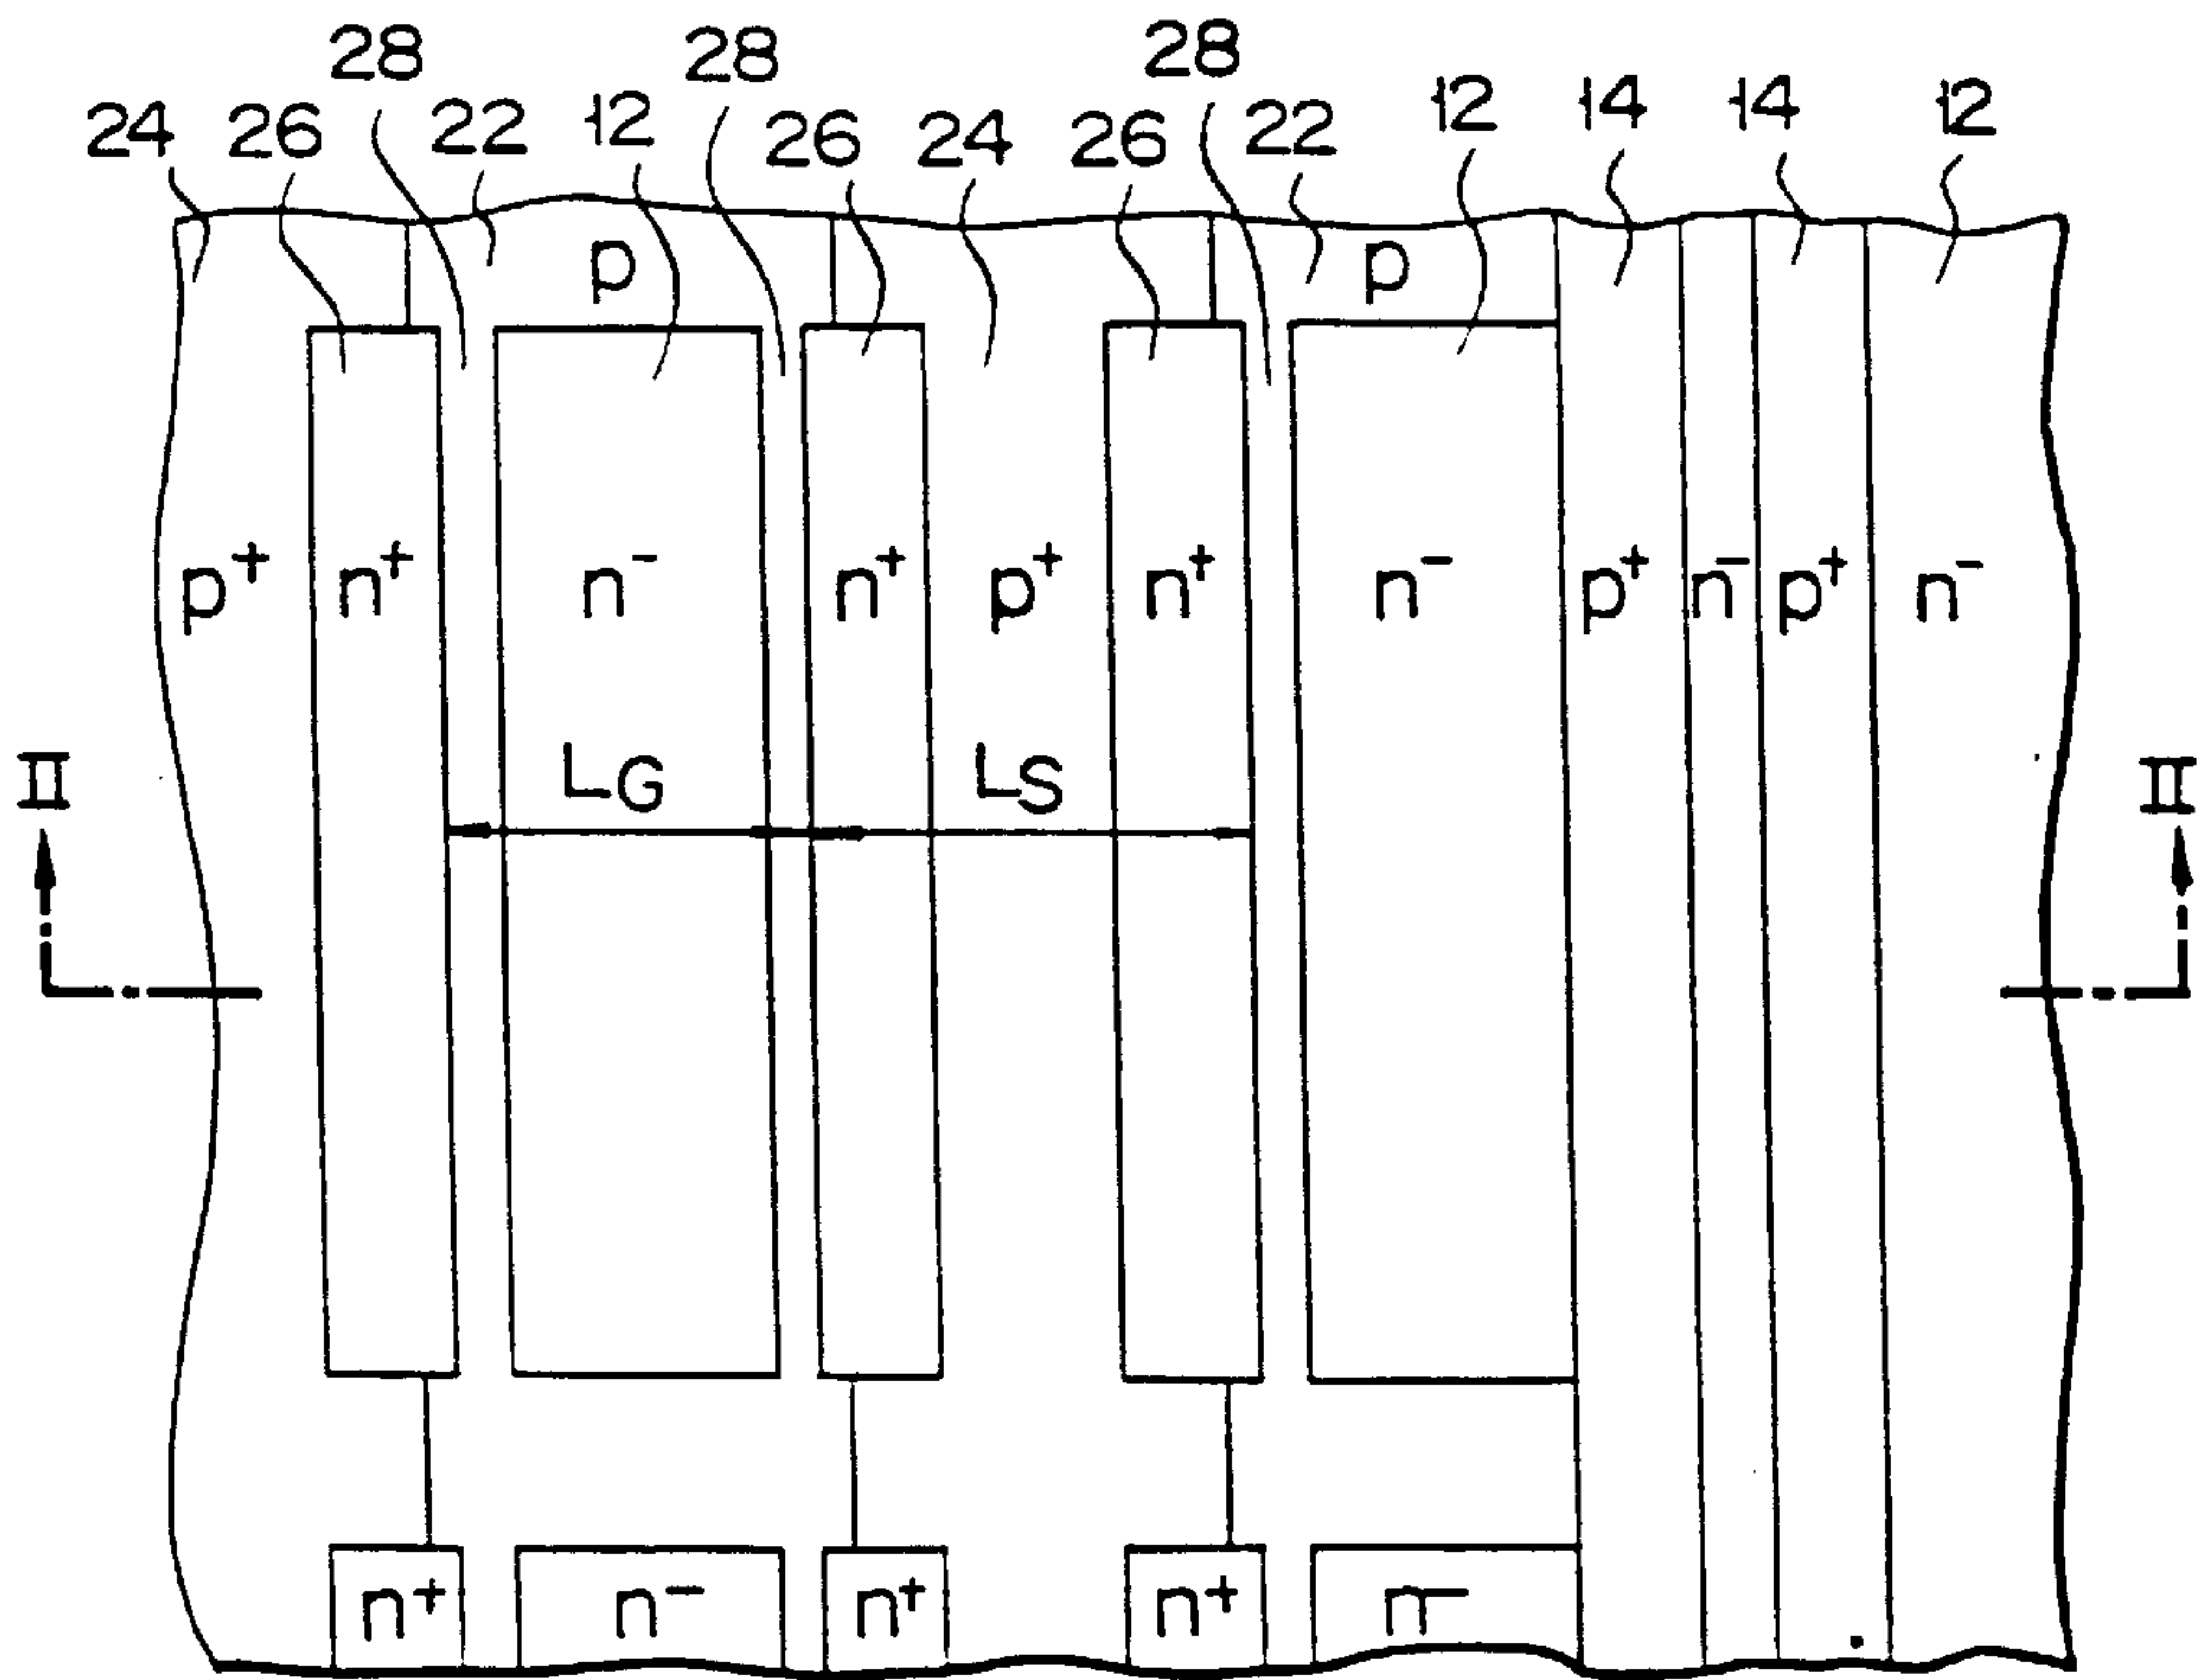 28 28 28
24 26 22 12 26 24 26 22 12 14 14 12
p p
p+ n+ n- n+ p+ n+ n- p+ n- p+ n-
LG LS
II II
n+ n- n+ n+ n-